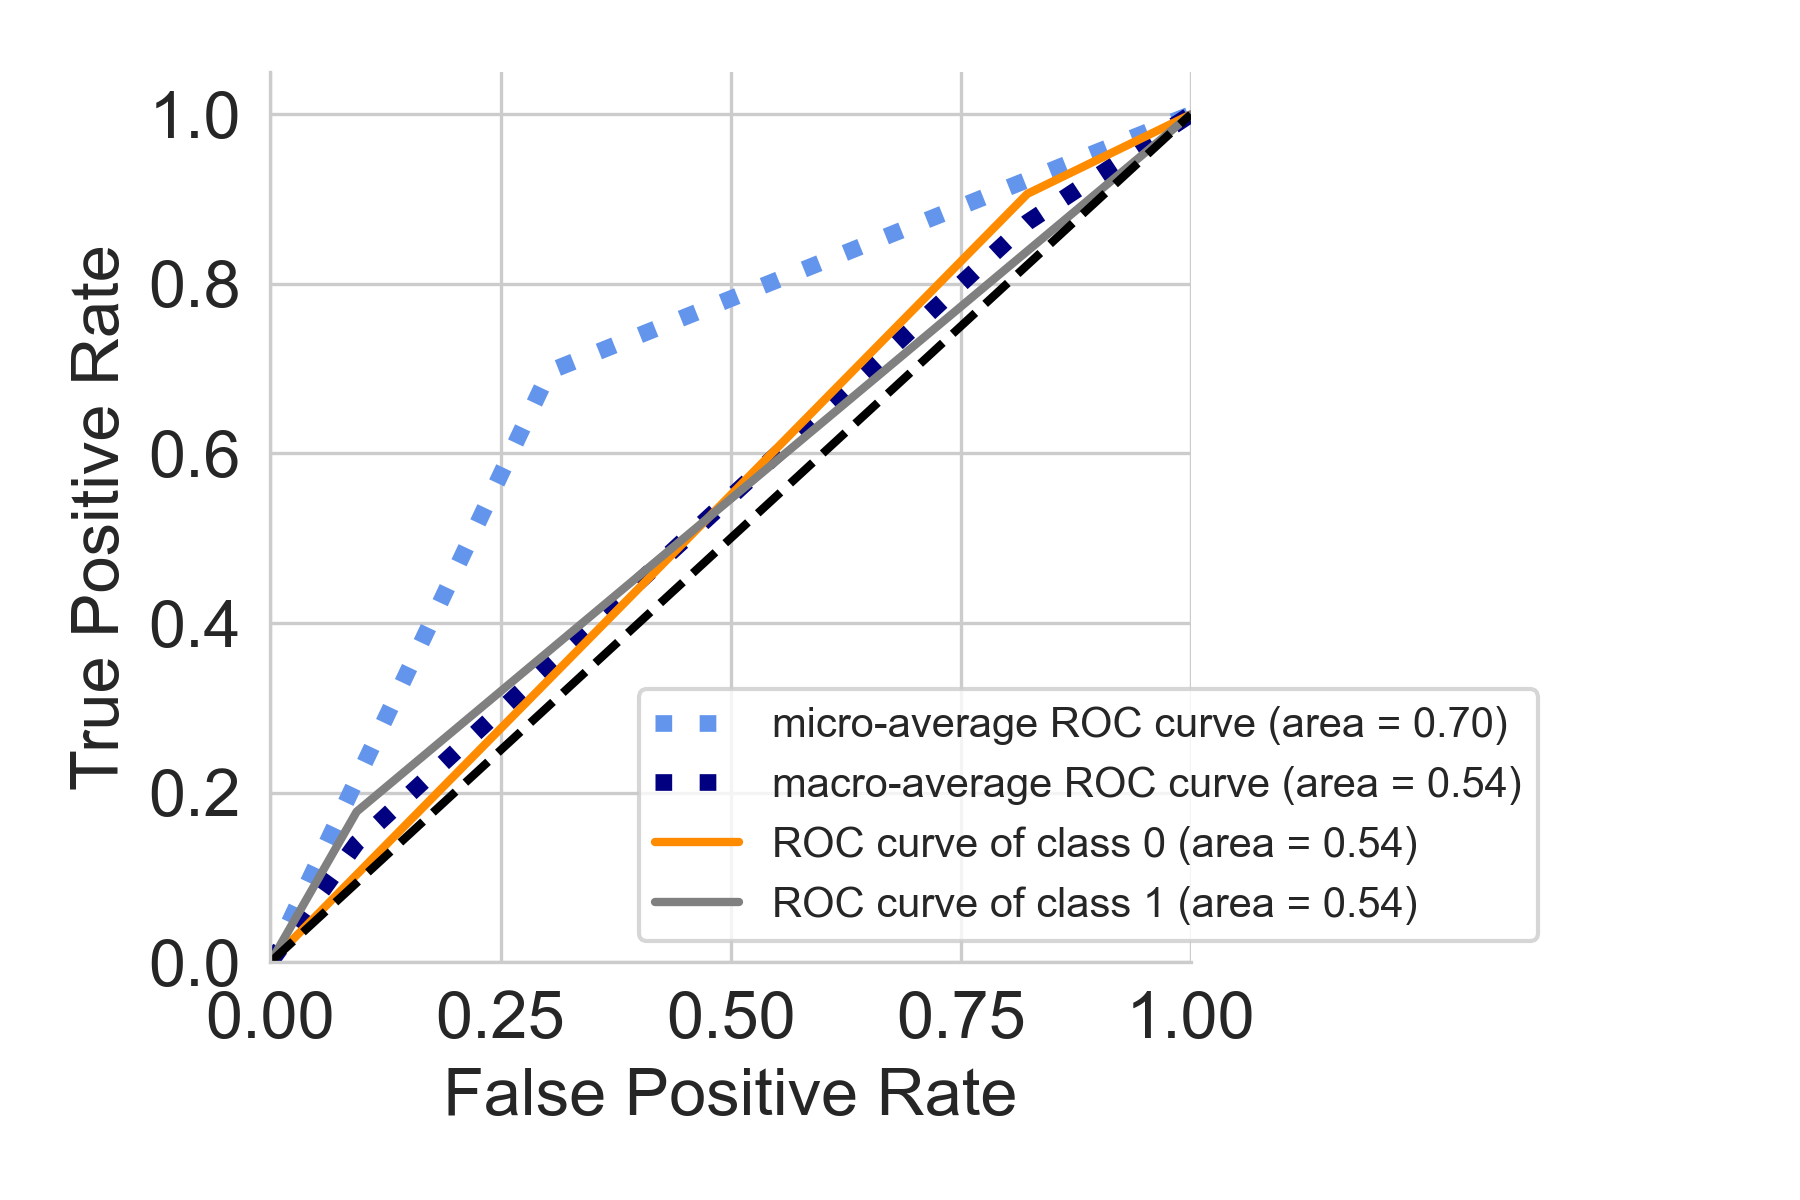 True Positive Rate
1.0
0.8
0.6
0.4
0.2
0.0
0.00 0.25 0.50 0.75 1.00
False Positive Rate
micro-average ROC curve (area = 0.70)
macro-average ROC curve (area = 0.54)
ROC curve of class 0 (area = 0.54)
ROC curve of class 1 (area = 0.54)